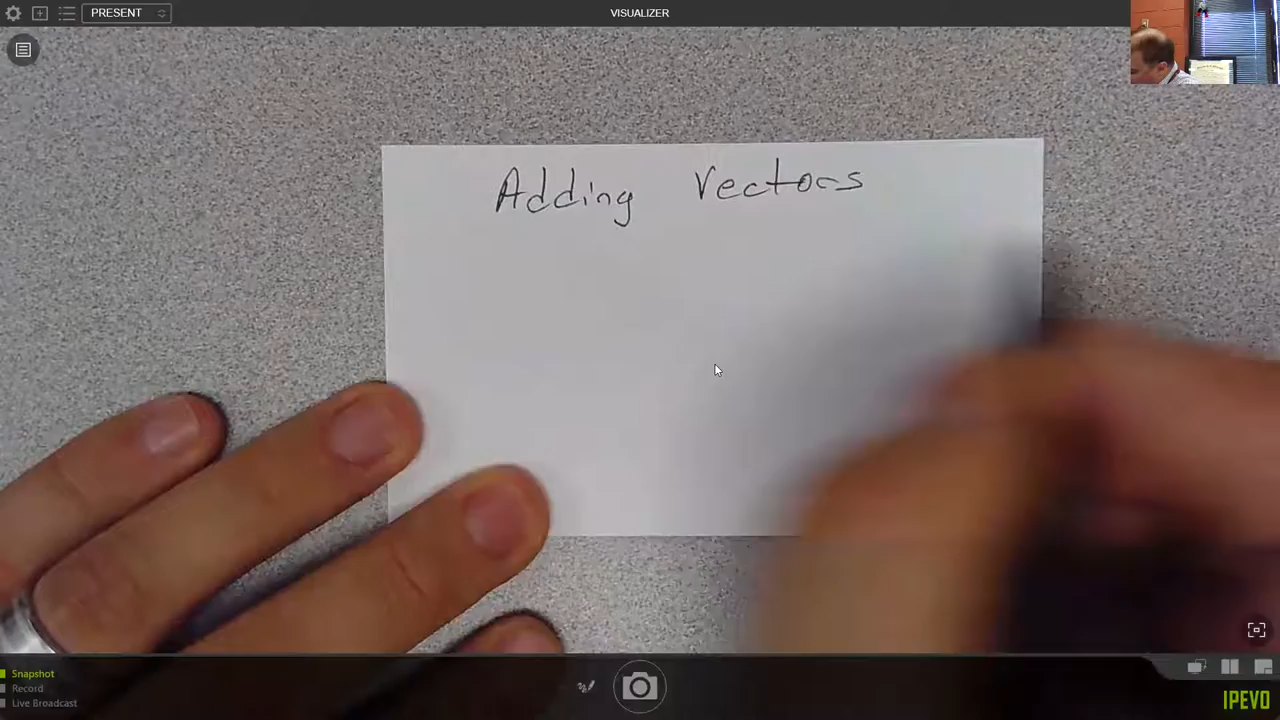 PRESENT
VISUALIZER
Adding Vectors
Snapshot
Record
Live Broadcast
IPEVO